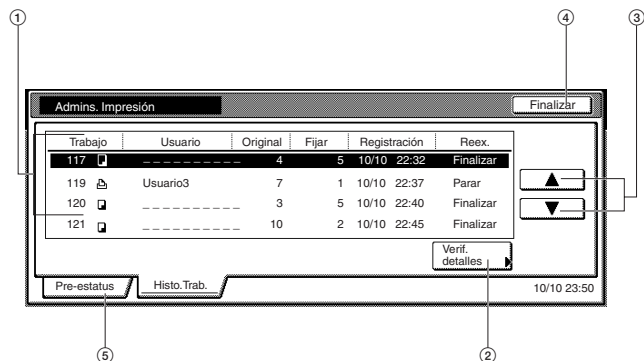 ① ④ ③
Admins. Impresión Finalizar
Trabajo Usuario Original Fijar Registración Reex.
117 _ _ _ _ _ _ _ _ _ _ _ 4 5 10/10 22:32 Finalizar
119 Usuario3 7 1 10/10 22:37 Parar
120 _ _ _ _ _ _ _ _ _ _ _ 3 5 10/10 22:40 Finalizar
121 _ _ _ _ _ _ _ _ _ _ _ 10 2 10/10 22:45 Finalizar
Verif.
detalles
Pre-estatus Histo.Trab. 10/10 23:50
⑤ ②